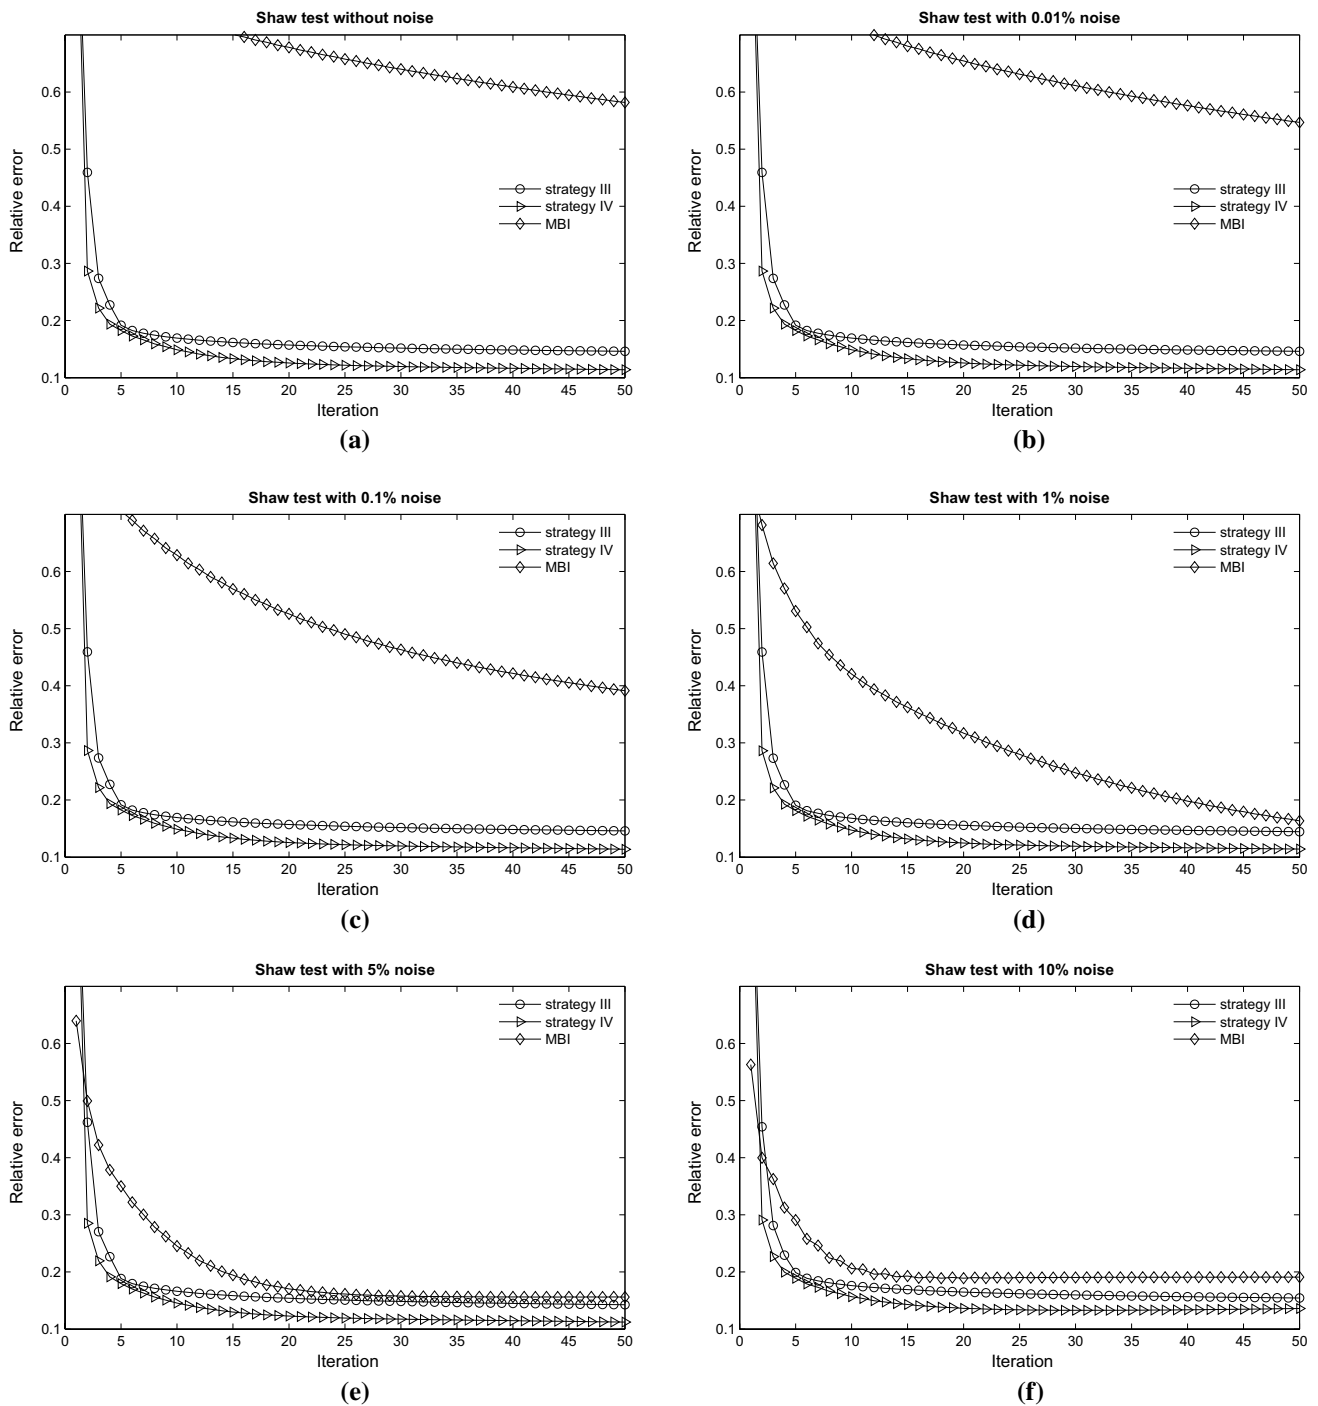 Shaw test without noise
Relative error
0.6
0.5
0.4
0.3
0.2
0.1
strategy III
strategy IV
MBI
0 5 10 15 20 25 30 35 40 45 50
Iteration
(a)
Shaw test with 0.01% noise
Relative error
0.6
0.5
0.4
0.3
0.2
0.1
strategy III
strategy IV
MBI
0 5 10 15 20 25 30 35 40 45 50
Iteration
(b)
Shaw test with 0.1% noise
Relative error
0.6
0.5
0.4
0.3
0.2
0.1
strategy III
strategy IV
MBI
0 5 10 15 20 25 30 35 40 45 50
Iteration
(c)
Shaw test with 1% noise
Relative error
0.6
0.5
0.4
0.3
0.2
0.1
strategy III
strategy IV
MBI
0 5 10 15 20 25 30 35 40 45 50
Iteration
(d)
Shaw test with 5% noise
Relative error
0.6
0.5
0.4
0.3
0.2
0.1
strategy III
strategy IV
MBI
0 5 10 15 20 25 30 35 40 45 50
Iteration
(e)
Shaw test with 10% noise
Relative error
0.6
0.5
0.4
0.3
0.2
0.1
strategy III
strategy IV
MBI
0 5 10 15 20 25 30 35 40 45 50
Iteration
(f)